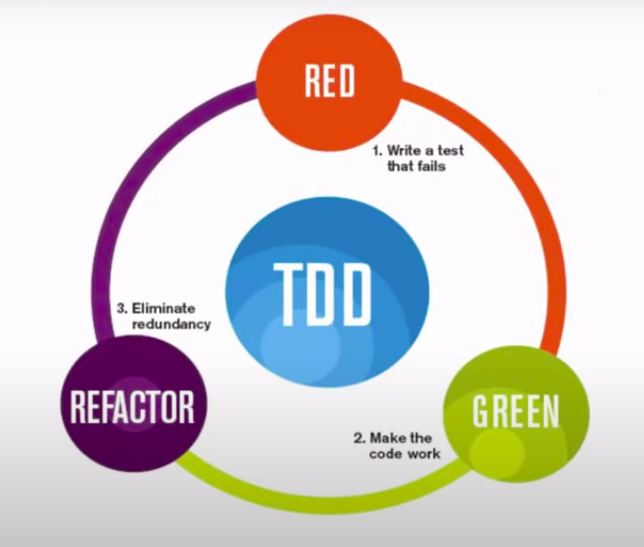 RED
1. Write a test
that fails
TDD
3. Eliminate
redundancy
REFACTOR
GREEN
2. Make the
code work